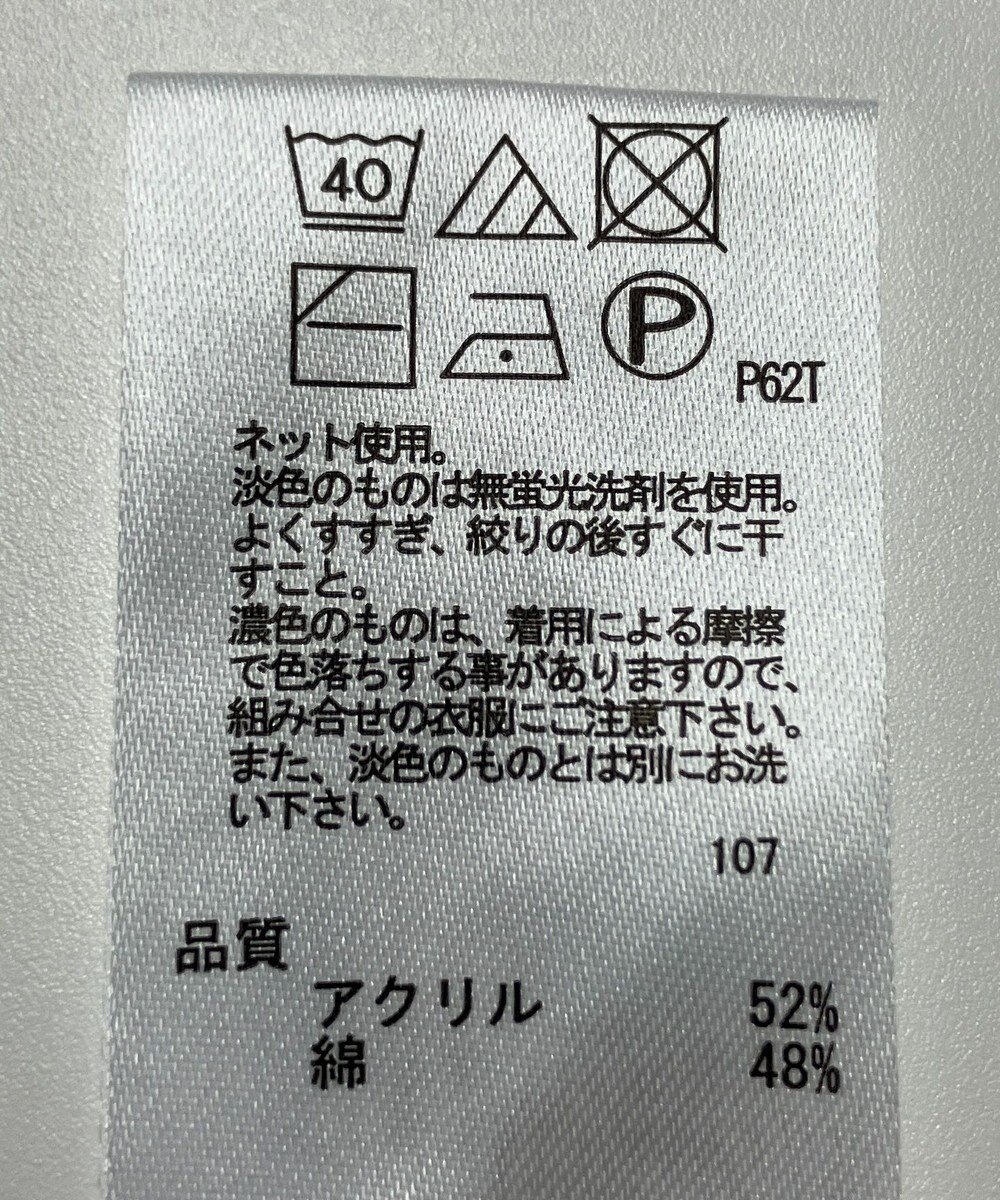 40
P
P62T
ネット使用。
淡色のものは無蛍光洗剤を使用。
よくすすぎ、絞りの後すぐに干
すこと。
濃色のものは、着用による摩擦
で色落ちする事がありますので、
組み合せの衣服にご注意下さい。
また、淡色のものとは別にお洗
い下さい。
107
品質
アクリル 52%
綿 48%